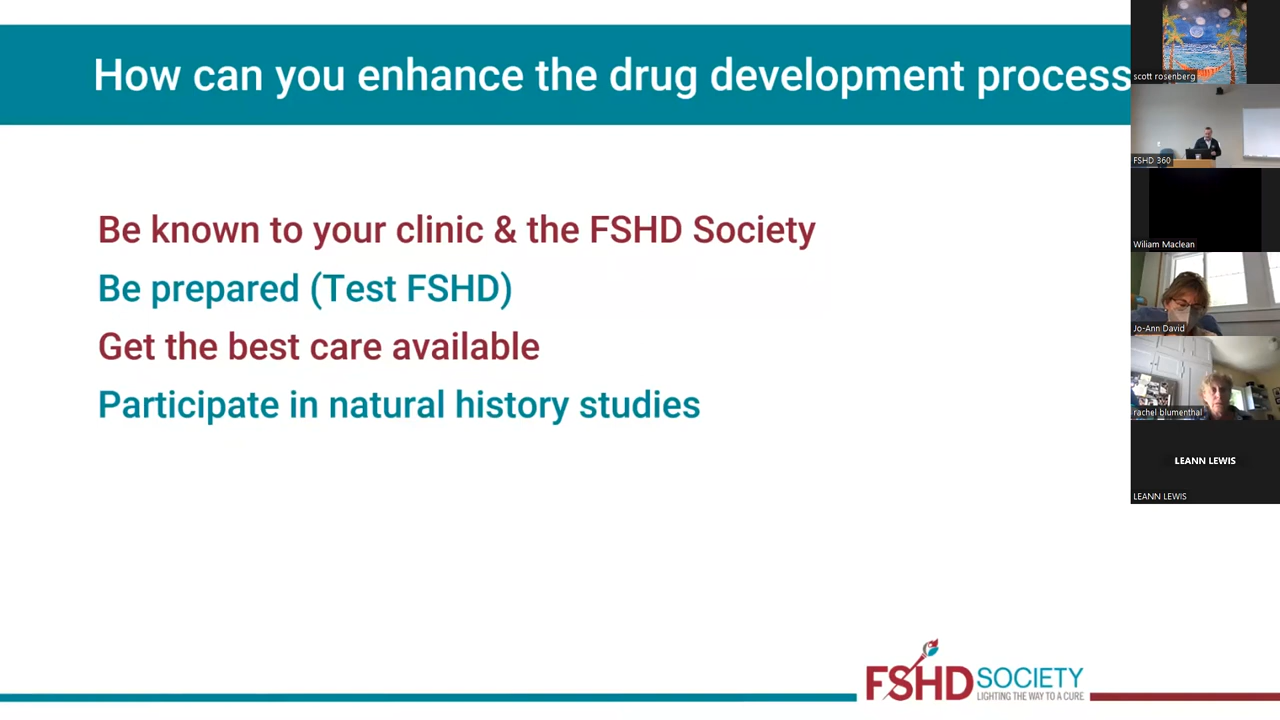 How can you enhance the drug development process
Be known to your clinic & the FSHD Society
Be prepared (Test FSHD)
Get the best care available
Participate in natural history studies
FSHD SOCIETY
LIGHTING THE WAY TO A CURE
scott rosenberg
FSHD 360
Wiliam Maclean
Jo-Ann David
rachel blumenthal
LEANN LEWIS
LEANN LEWIS